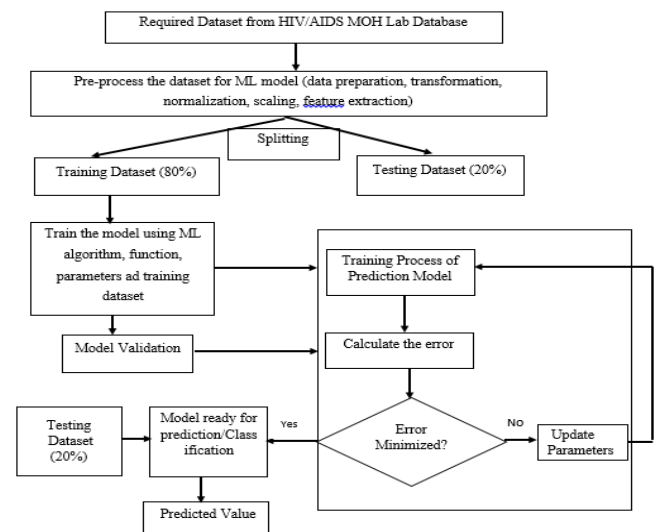 Required Dataset from HIV/AIDS MOH Lab Database
Pre-process the dataset for ML model (data preparation, transformation,
normalization, scaling, feature extraction)
Splitting
Training Dataset (80%)
Testing Dataset (20%)
Train the model using ML
algorithm, function,
parameters ad training
dataset
Training Process of
Prediction Model
Model Validation
Calculate the error
Testing
Dataset
(20%)
Model ready for
prediction/Class
ification
Yes
Error
Minimized?
No
Update
Parameters
Predicted Value